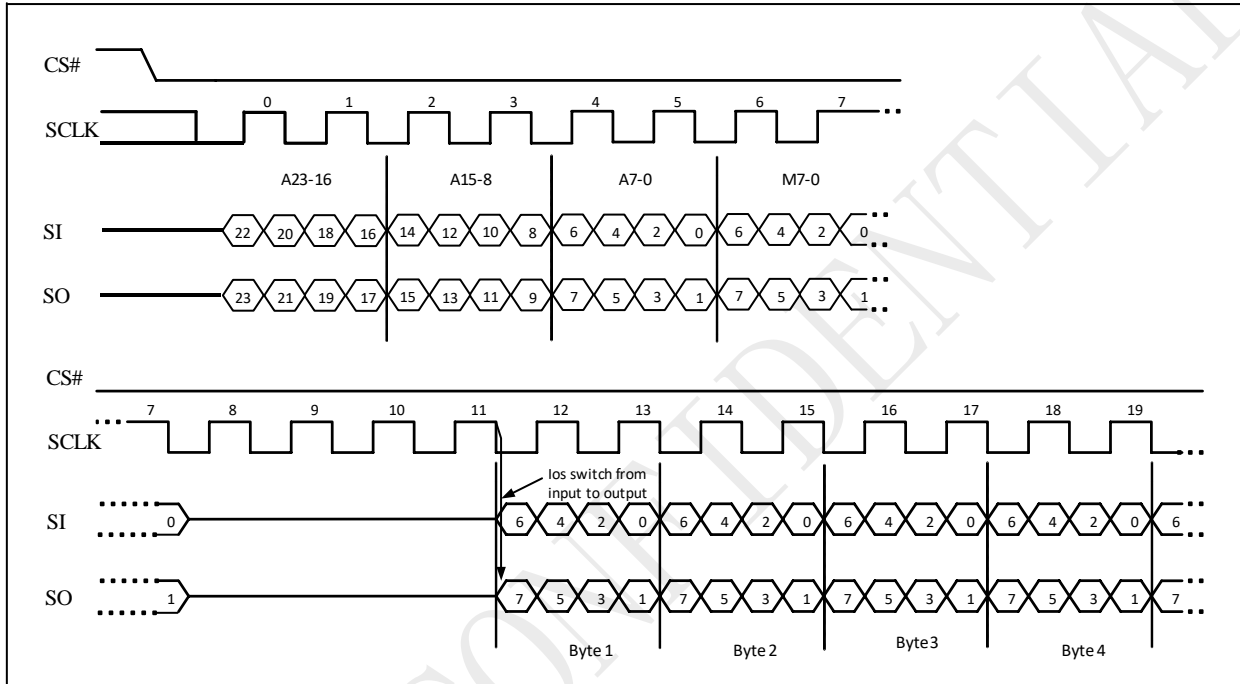 CS#
0 1 2 3 4 5 6 7
SCLK
A23-16 A15-8 A7-0 M7-0
SI 22 20 18 16 14 12 10 8 6 4 2 0 6 4 2 0
SO 23 21 19 17 15 13 11 9 7 5 3 1 7 5 3 1
CS#
7 8 9 10 11 12 13 14 15 16 17 18 19
SCLK
Ios switch from
input to output
SI 0 6 4 2 0 6 4 2 0 6 4 2 0 6 4 2 0 6
SO 1 7 5 3 1 7 5 3 1 7 5 3 1 7 5 3 1 7
Byte 1 Byte 2 Byte3 Byte 4
CONFIDENTIAL